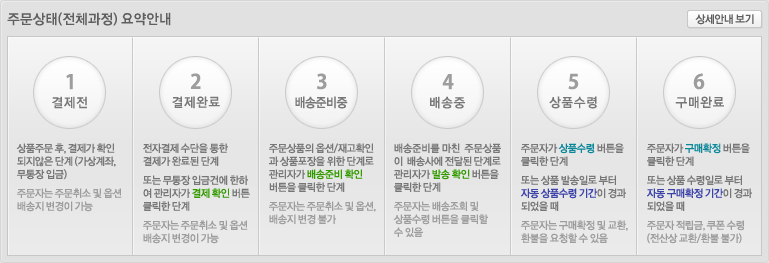 주문상태(전체과정) 요약안내
상세안내 보기
1
결제전
상품주문 후, 결제가 확인
되지않은 단계 (가상계좌,
무통장 입금)
주문자는 주문취소 및 옵션
배송지 변경이 가능
2
결제완료
전자결제 수단을 통한
결제가 완료된 단계
또는 무통장 입금건에 한하
여 관리자가 결제 확인 버튼
클릭한 단계
주문자는 주문취소 및 옵션
배송지 변경이 가능
3
배송준비중
주문상품의 옵션/재고확인
과 상품포장을 위한 단계로
관리자가 배송준비 확인
버튼을 클릭한 단계
주문자는 주문취소 및 옵션,
배송지 변경 불가
4
배송중
배송준비를 마친 주문상품
이 배송사에 전달된 단계로
관리자가 발송 확인 버튼을
클릭한 단계
주문자는 배송조회 및
상품수령 버튼을 클릭할
수 있음
5
상품수령
주문자가 상품수령 버튼을
클릭한 단계
또는 상품 발송일로 부터
자동 상품수령 기간이 경과
되었을 때
주문자는 구매확정 및 교환,
환불을 요청할 수 있음
6
구매완료
주문자가 구매확정 버튼을
클릭한 단계
또는 상품 수령일로 부터
자동 구매확정 기간이 경과
되었을 때
주문자 적립금, 쿠폰 수령
(전산상 교환/환불 불가)